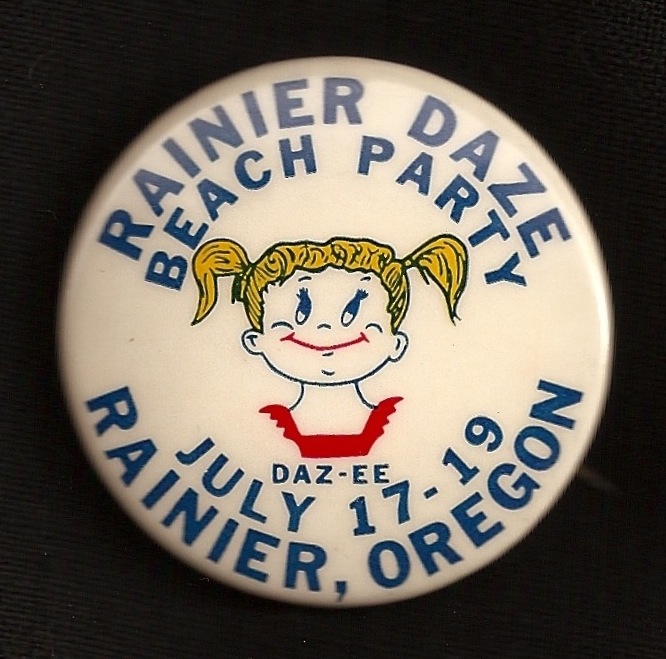 RAINIER DAZE
BEACH PARTY
DAZ-EE
JULY 17-19
RAINIER, OREGON